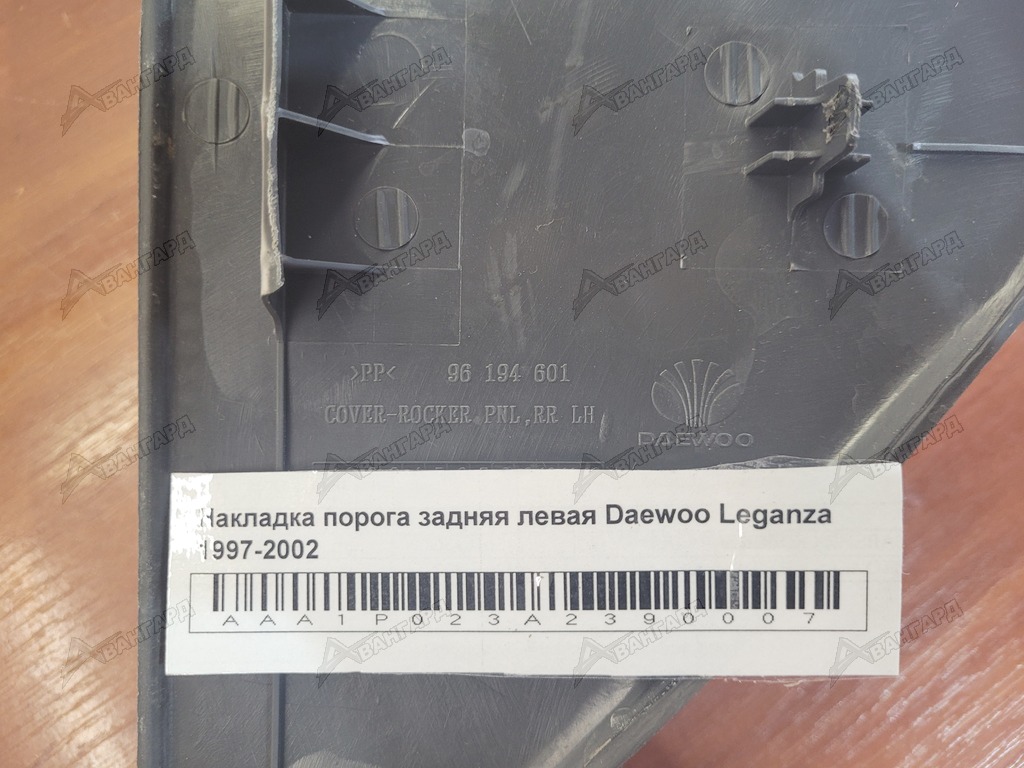 >PP< 96 194 601
COVER-ROCKER PNL,RR LH
DAEWOO
Накладка порога задняя левая Daewoo Leganza
1997-2002
AAA1P023A2390007
АВАНГАРД